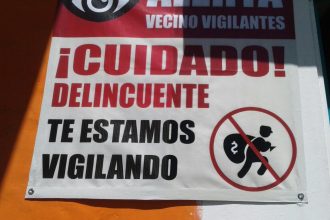 ALERTA
VECINO VIGILANTES
¡CUIDADO!
DELINCUENTE
TE ESTAMOS
VIGILANDO